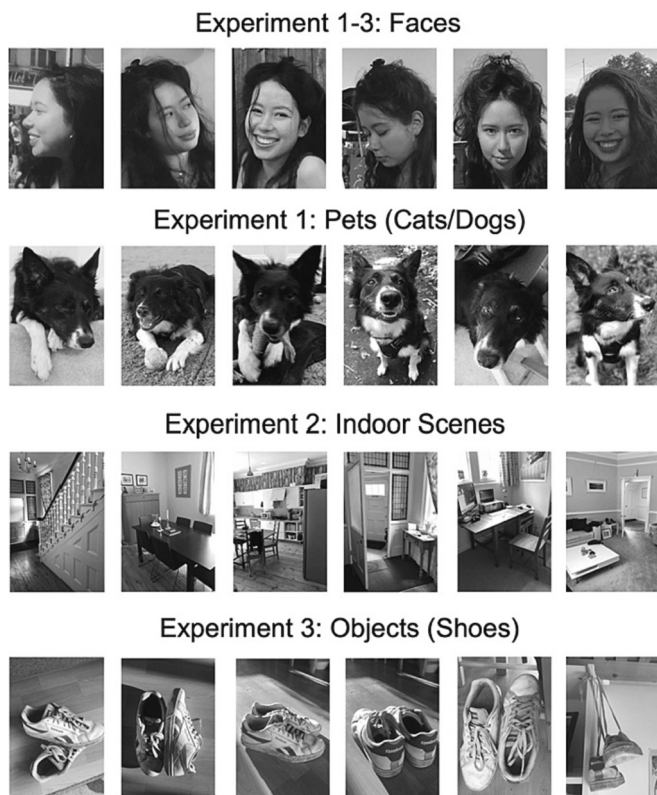 Experiment 1-3: Faces
Experiment 1: Pets (Cats/Dogs)
Experiment 2: Indoor Scenes
Experiment 3: Objects (Shoes)